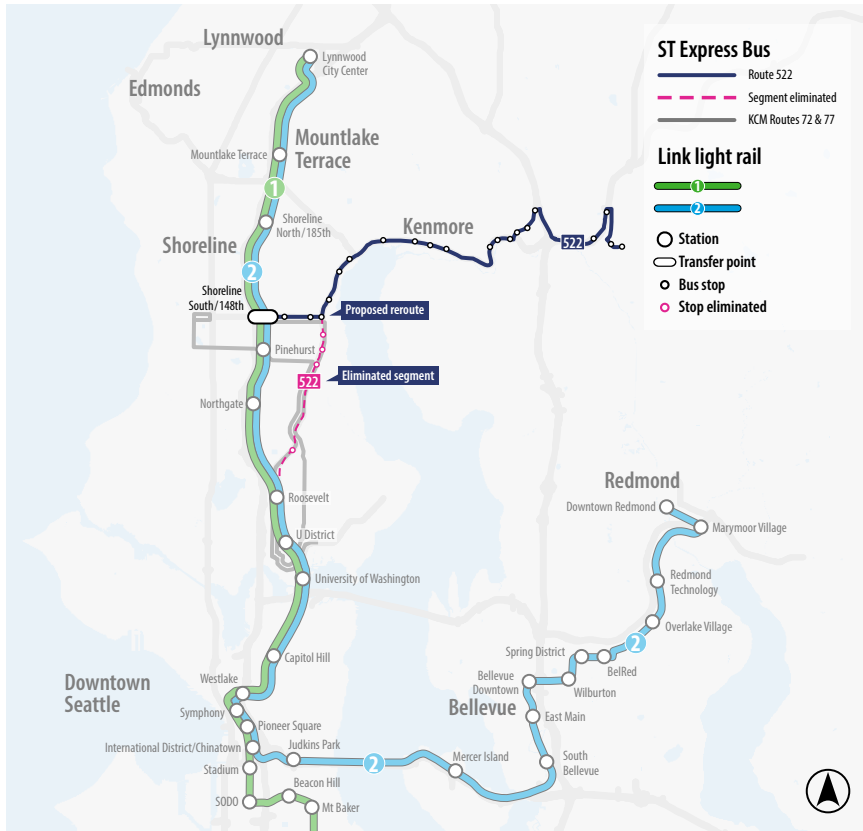 Lynnwood
Lynnwood
City Center
Edmonds
Mountlake Terrace
Mountlake
Terrace
1
Shoreline
North/185th
Shoreline
2
Kenmore
522
Shoreline
South/148th
Proposed reroute
Pinehurst
522
Eliminated segment
Northgate
Roosevelt
U District
University of Washington
Capitol Hill
Downtown
Seattle
Westlake
Symphony
Pioneer Square
International District/Chinatown
Judkins Park
Stadium
Beacon Hill
SODO
Mt Baker
2
Mercer Island
South
Bellevue
East Main
Bellevue
Bellevue
Downtown
Wilburton
Spring District
BelRed
2
Overlake Village
Redmond
Technology
Marymoor Village
Downtown Redmond
Redmond
ST Express Bus
Route 522
Segment eliminated
KCM Routes 72 & 77
Link light rail
1
2
Station
Transfer point
Bus stop
Stop eliminated